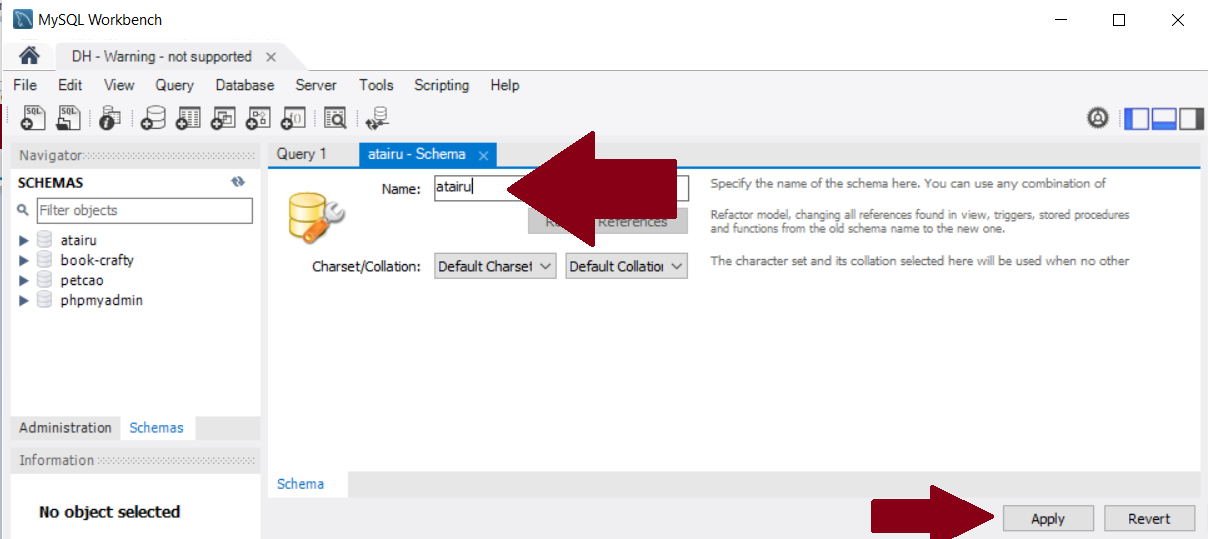 MySQL Workbench
DH - Warning - not supported
File Edit View Query Database Server Tools Scripting Help
SQL SQL
Navigator
SCHEMAS
Filter objects
atairu
book-crafty
petcao
phpmyadmin
Administration Schemas
Information
No object selected
Query 1 atairu - Schema
Name: atairu
Specify the name of the schema here. You can use any combination of
References
Refactor model, changing all references found in view, triggers, stored procedures
and functions from the old schema name to the new one.
Charset/Collation: Default Charset Default Collation
The character set and its collation selected here will be used when no other
Schema
Apply Revert